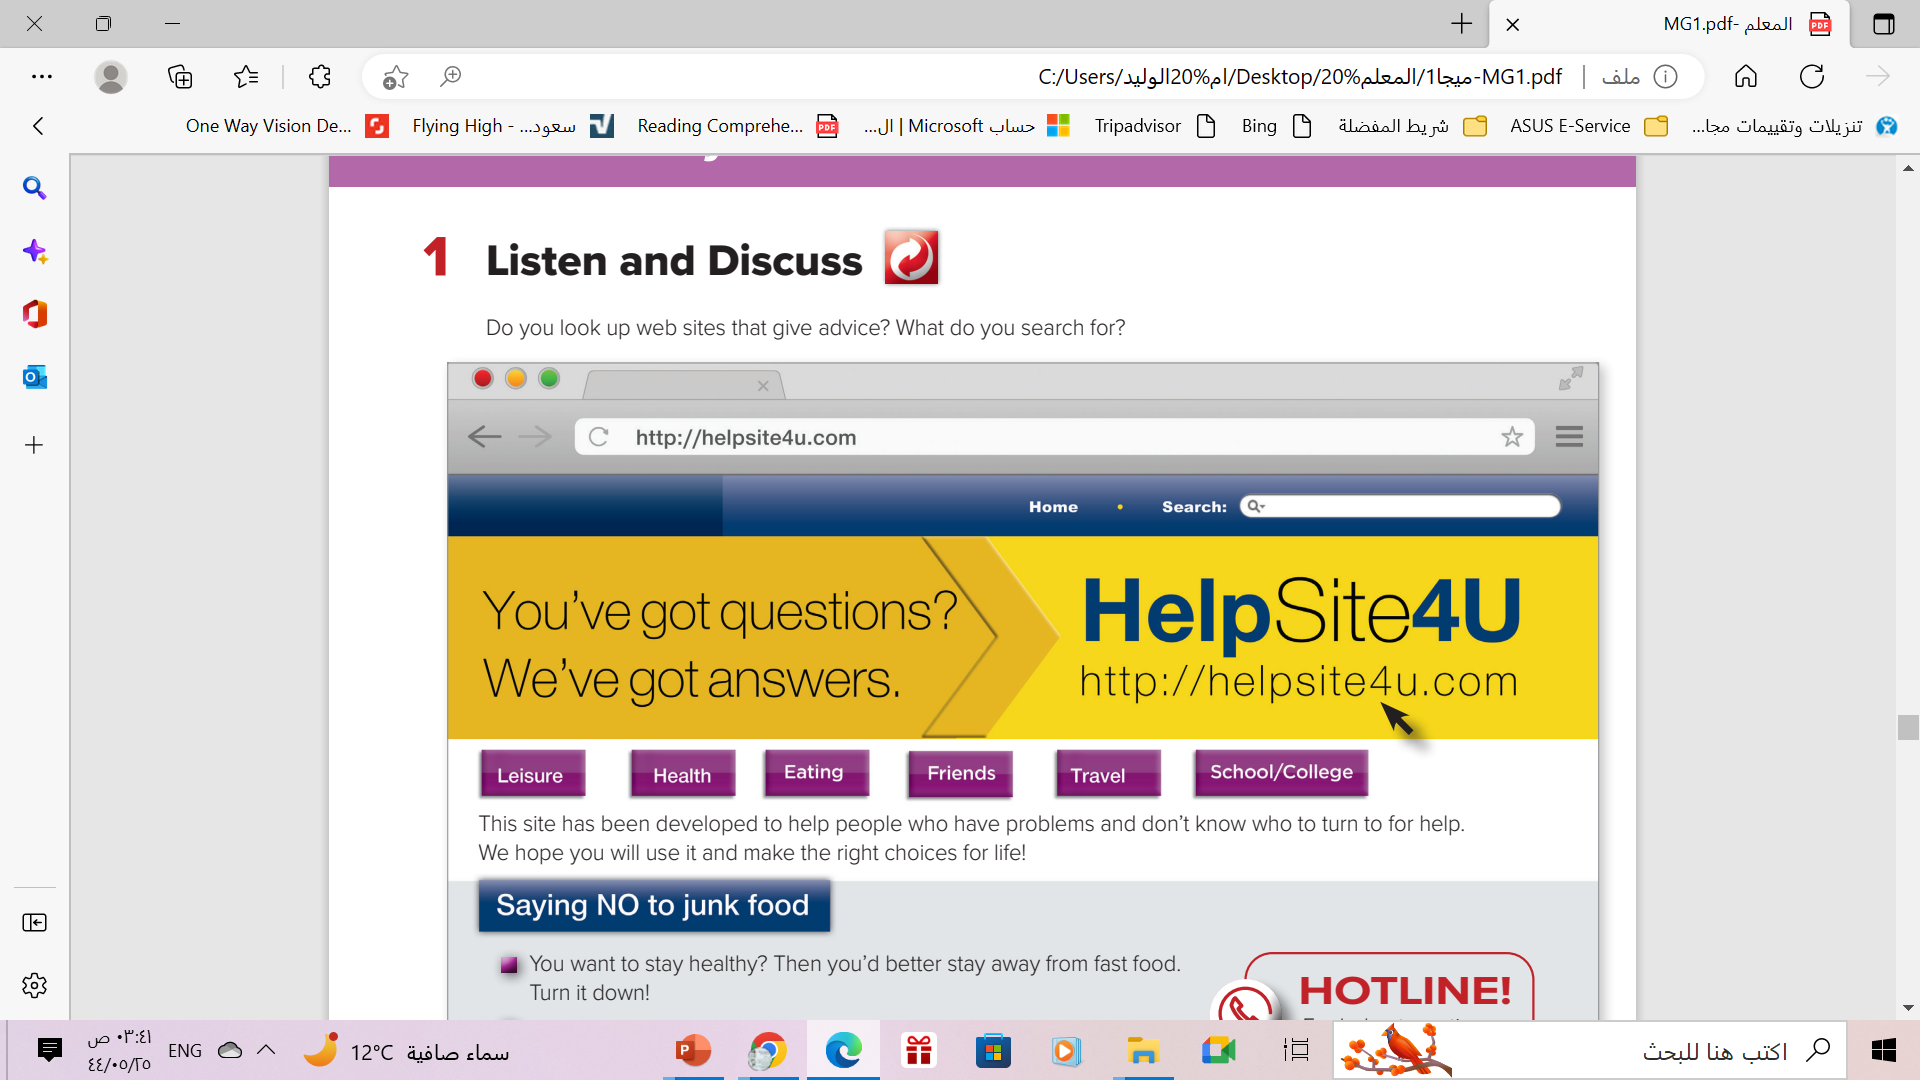 المعلم -MG1.pdf
C:/Users/ام%20الوليد/Desktop/20%المعلم/ميجا1-MG1.pdf
ملف
One Way Vision De...
Flying High - سعود...
Reading Comprehe...
حساب Microsoft | ال...
Tripadvisor
Bing
شريط المفضلة
ASUS E-Service
تنزيلات وتقييمات مجا...
1 Listen and Discuss
Do you look up web sites that give advice? What do you search for?
http://helpsite4u.com
Home • Search:
You've got questions?
We've got answers.
HelpSite4U
http://helpsite4u.com
Leisure Health Eating Friends Travel School/College
This site has been developed to help people who have problems and don't know who to turn to for help.
We hope you will use it and make the right choices for life!
Saying NO to junk food
You want to stay healthy? Then you'd better stay away from fast food.
Turn it down!
HOTLINE!
٠٣:٤١ ص
٤٤/٠٥/٢٥
ENG
12°C سماء صافية
اكتب هنا للبحث